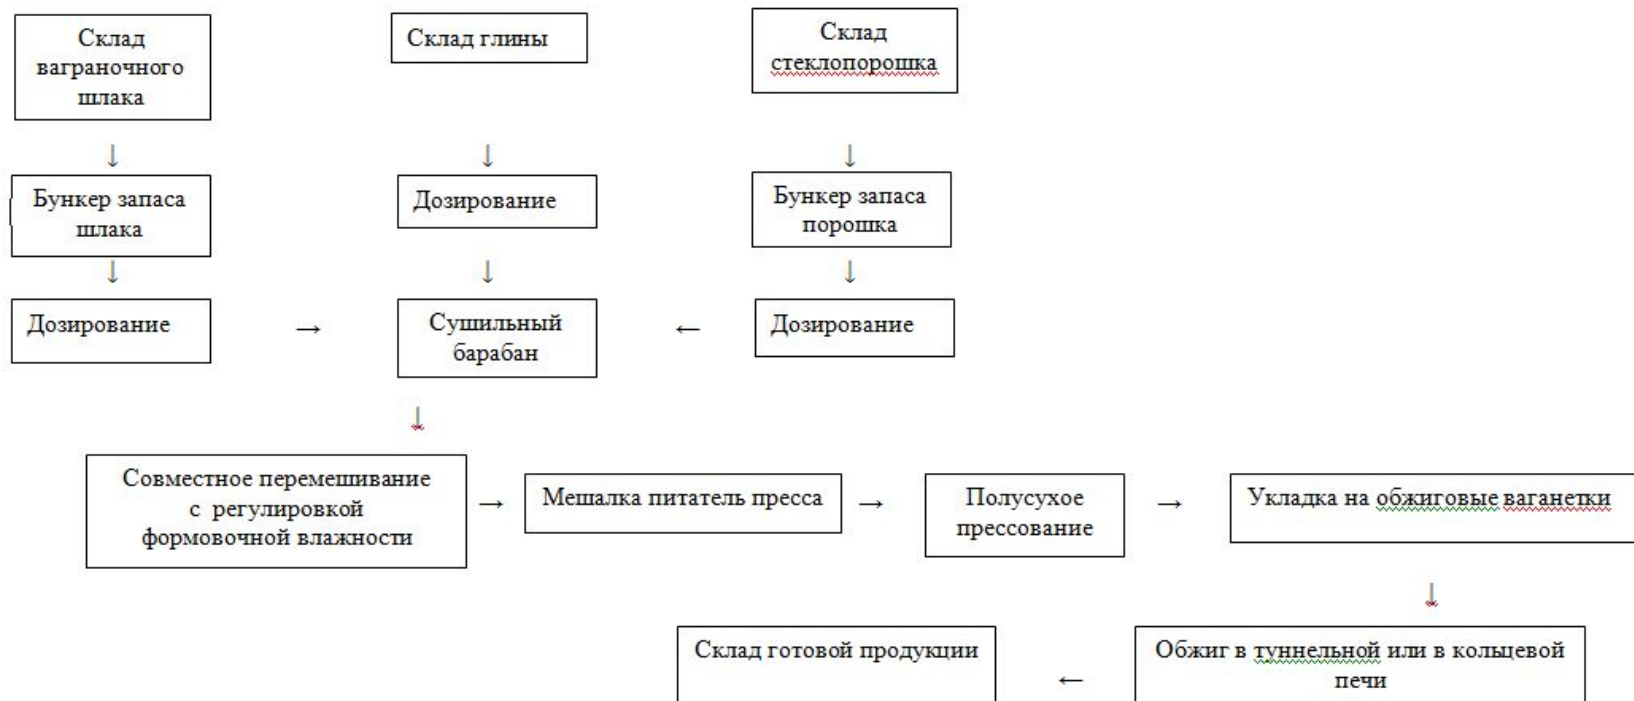 Склад
ваграночного
шлака
Склад глины
Склад
стеклопорошка
↓
↓
↓
Бункер запаса
шлака
Дозирование
Бункер запаса
порошка
↓
↓
↓
Дозирование
→
Сушильный
барабан
←
Дозирование
↓
Совместное перемешивание
с регулировкой
формовочной влажности
→
Мешалка питатель пресса
→
Полусухое
прессование
→
Укладка на обжиговые ваганетки
↓
Склад готовой продукции
←
Обжиг в туннельной или в кольцевой
печи